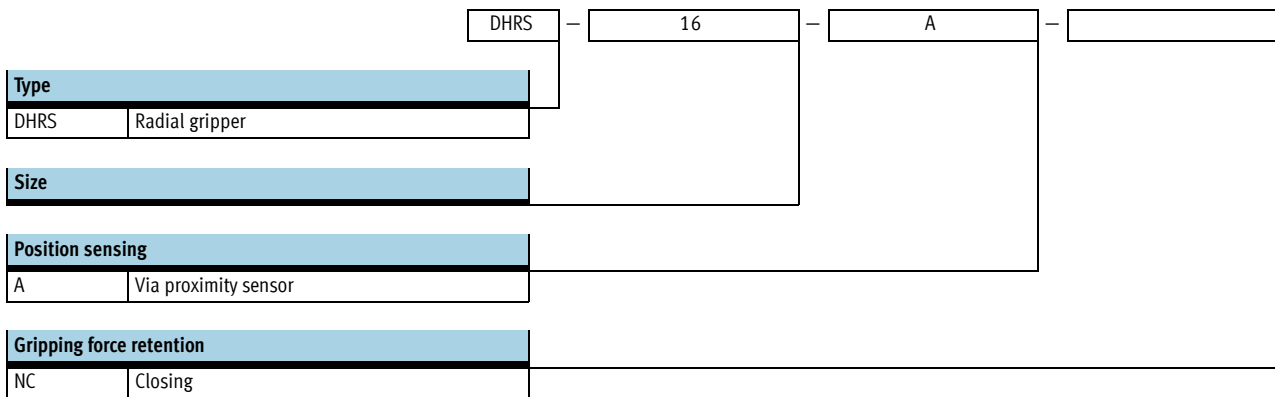 DHRS – 16 – A –
Type
DHRS Radial gripper
Size
Position sensing
A Via proximity sensor
Gripping force retention
NC Closing